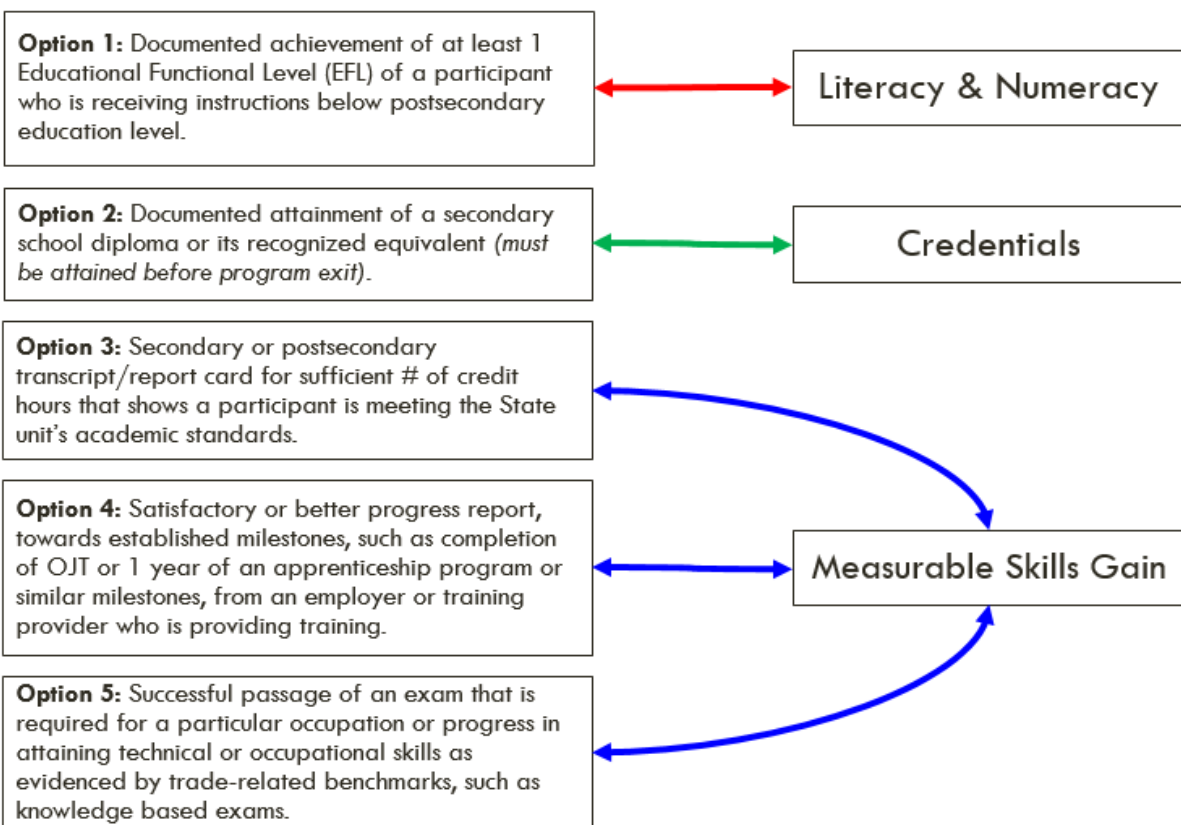 Option 1: Documented achievement of at least 1
Educational Functional Level (EFL) of a participant
who is receiving instructions below postsecondary
education level.
Literacy & Numeracy
Option 2: Documented attainment of a secondary
school diploma or its recognized equivalent (must
be attained before program exit).
Credentials
Option 3: Secondary or postsecondary
transcript/report card for sufficient # of credit
hours that shows a participant is meeting the State
unit's academic standards.
Option 4: Satisfactory or better progress report,
towards established milestones, such as completion
of OJT or 1 year of an apprenticeship program or
similar milestones, from an employer or training
provider who is providing training.
Measurable Skills Gain
Option 5: Successful passage of an exam that is
required for a particular occupation or progress in
attaining technical or occupational skills as
evidenced by trade-related benchmarks, such as
knowledge based exams.